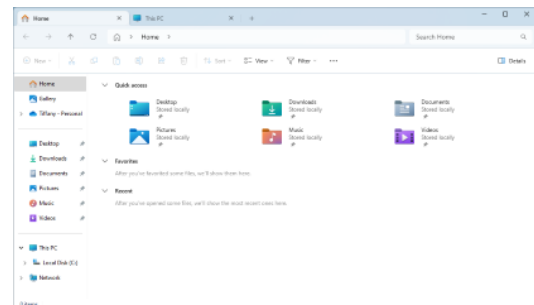 Home
This PC
Home
Search Home
New
Sort
View
Filter
Details
Home
Gallery
Tiffany - Personal
Desktop
Downloads
Documents
Pictures
Music
Videos
This PC
Local Disk (C:)
Network
Quick access
Desktop
Stored locally
Downloads
Stored locally
Documents
Stored locally
Pictures
Stored locally
Music
Stored locally
Videos
Stored locally
Favorites
After you've favorited some files, we'll show them here.
Recent
After you've opened some files, we'll show the most recent ones here.